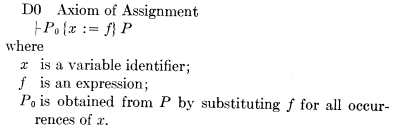 D0 Axiom of Assignment
⊢P₀ {x := f} P
where
x is a variable identifier;
f is an expression;
P₀ is obtained from P by substituting f for all occur-
rences of x.